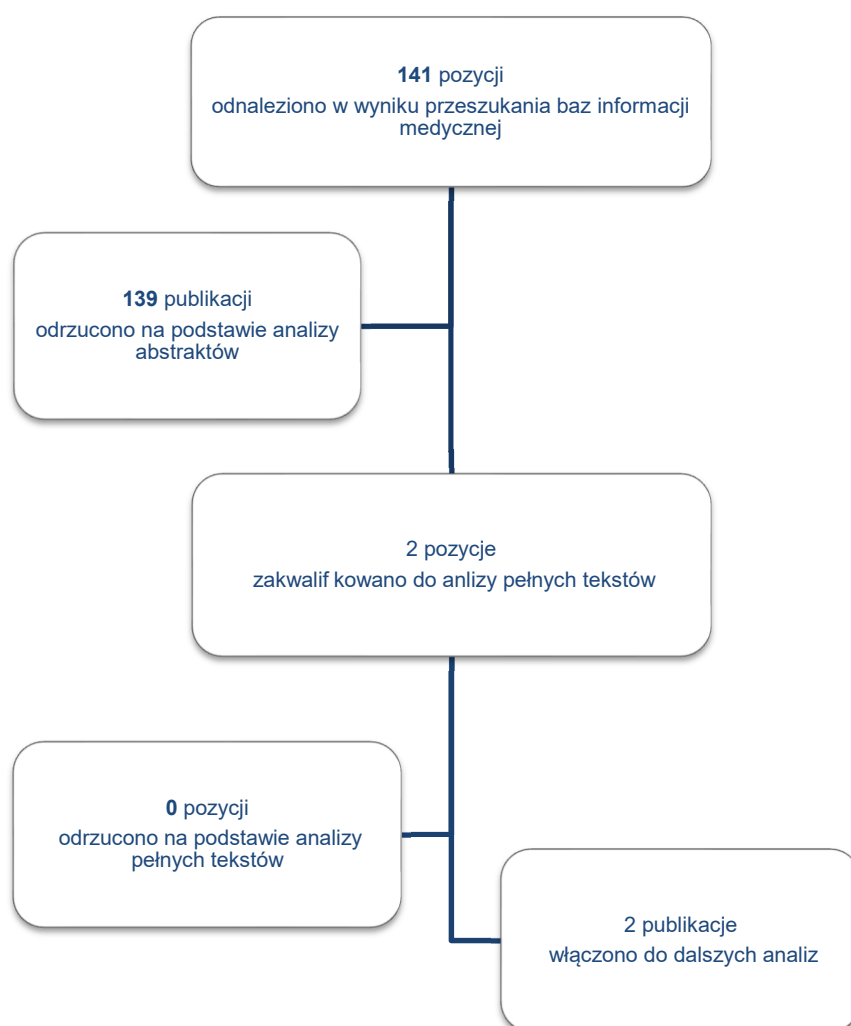 141 pozycji
odnaleziono w wyniku przeszukania baz informacji
medycznej
139 publikacji
odrzucono na podstawie analizy
abstraktów
2 pozycje
zakwalif kowano do anlizy pełnych tekstów
0 pozycji
odrzucono na podstawie analizy
pełnych tekstów
2 publikacje
włączono do dalszych analiz